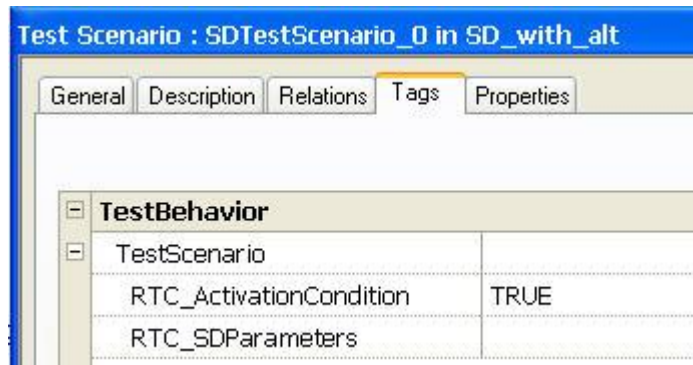 Test Scenario : SDTestScenario_0 in SD_with_alt
General Description Relations Tags Properties
TestBehavior
TestScenario
RTC_ActivationCondition TRUE
RTC_SDParameters